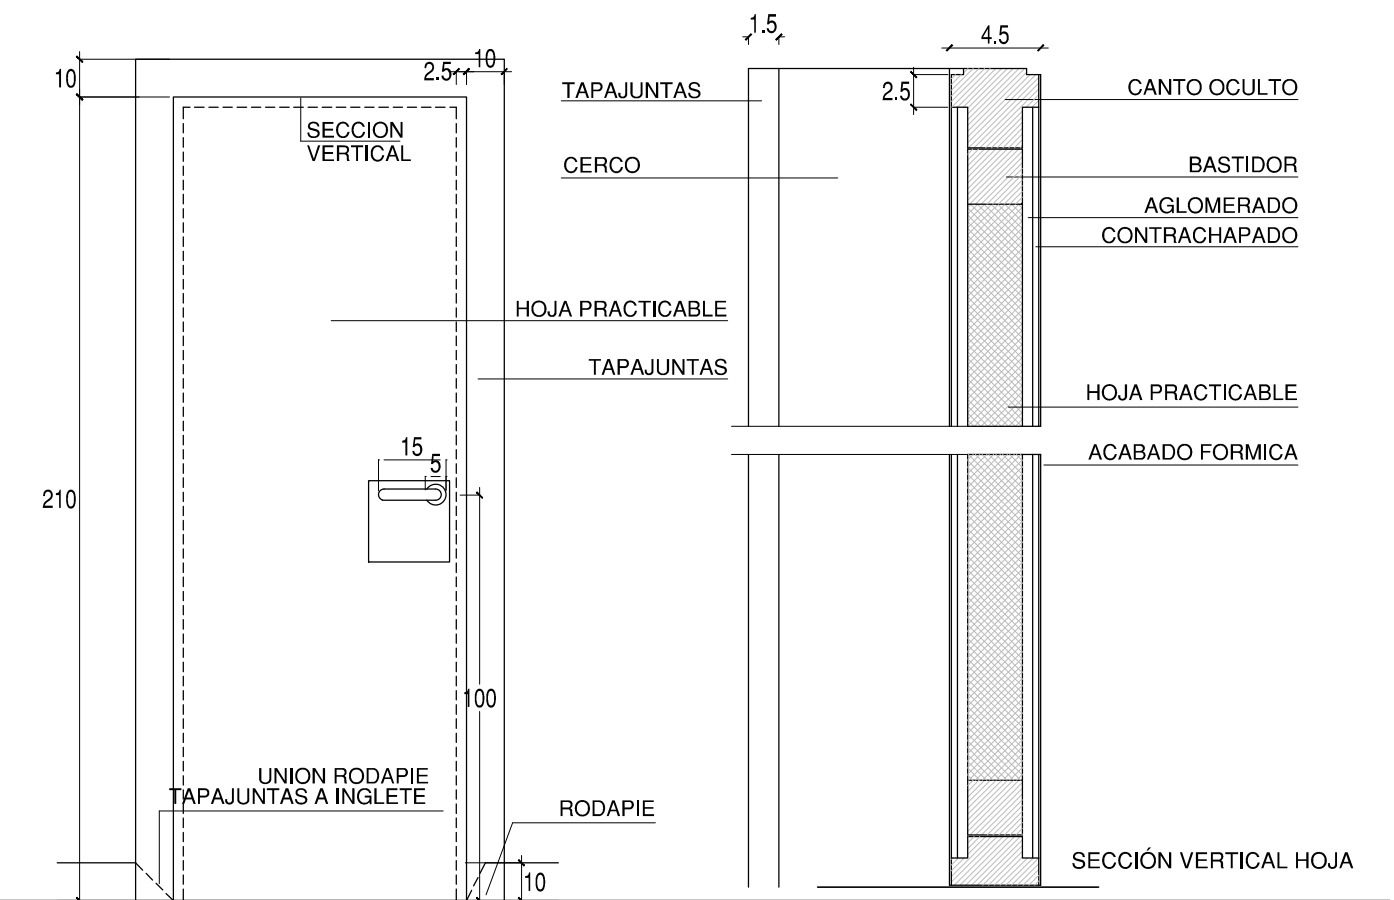 10
2.5
10
SECCION
VERTICAL
HOJA PRACTICABLE
TAPAJUNTAS
15
5
210
100
UNION RODAPIE
TAPAJUNTAS A INGLETE
RODAPIE
10
1.5
4.5
TAPAJUNTAS
2.5
CANTO OCULTO
CERCO
BASTIDOR
AGLOMERADO
CONTRACHAPADO
HOJA PRACTICABLE
ACABADO FORMICA
SECCIÓN VERTICAL HOJA